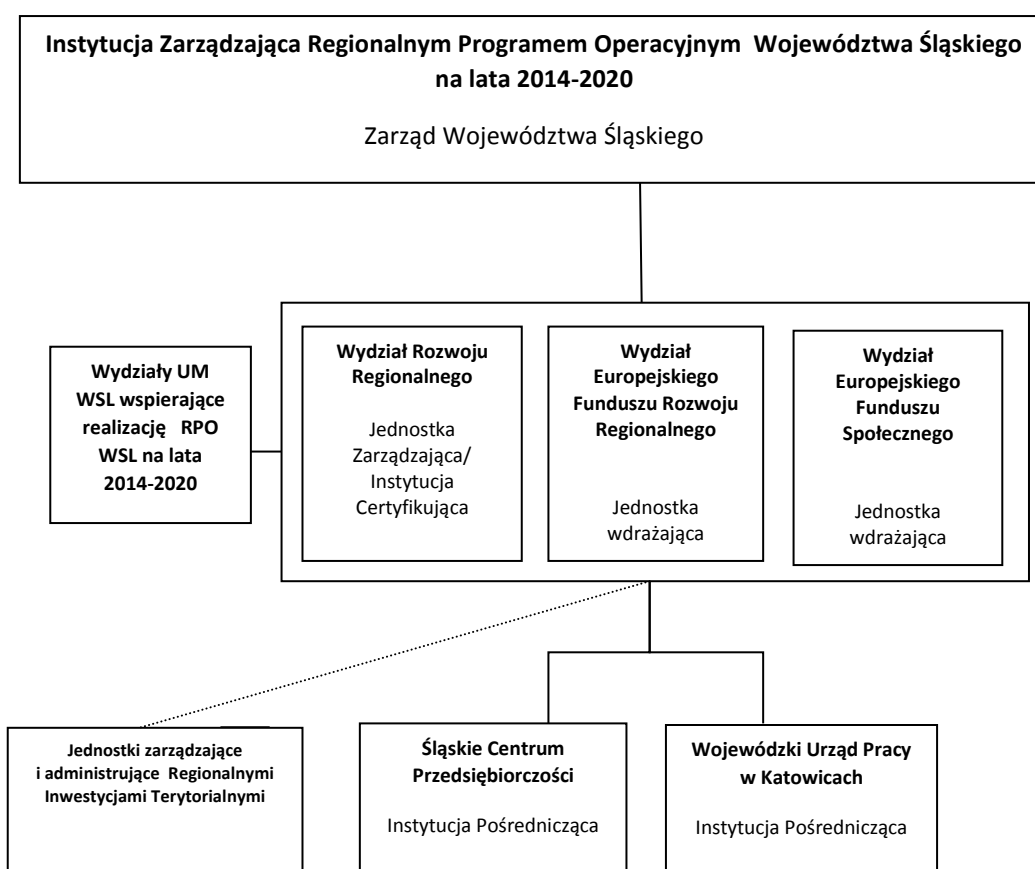 Instytucja Zarządzająca Regionalnym Programem Operacyjnym Województwa Śląskiego
na lata 2014-2020
Zarząd Województwa Śląskiego
Wydziały UM
WSL wspierające
realizację RPO
WSL na lata
2014-2020
Wydział Rozwoju
Regionalnego
Jednostka
Zarządzająca/
Instytucja
Certyfikująca
Wydział
Europejskiego
Funduszu Rozwoju
Regionalnego
Jednostka
wdrażająca
Wydział
Europejskiego
Funduszu
Społecznego
Jednostka
wdrażająca
Jednostki zarządzające
i administrujące Regionalnymi
Inwestycjami Terytorialnymi
Śląskie Centrum
Przedsiębiorczości
Instytucja Pośrednicząca
Wojewódzki Urząd Pracy
w Katowicach
Instytucja Pośrednicząca